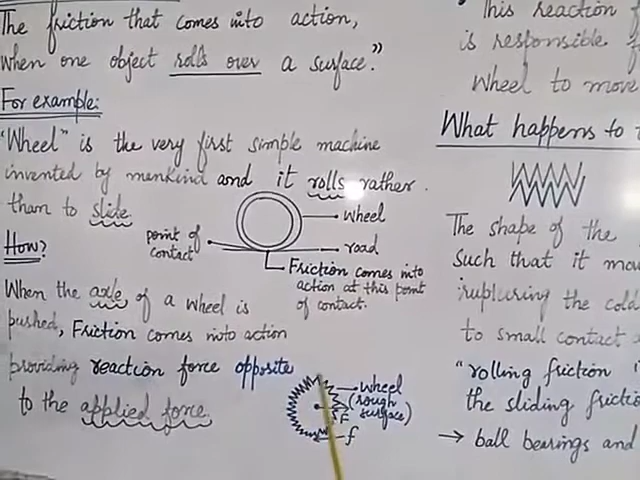 The friction that comes into action,
when one object rolls over a surface."
For example:
"Wheel" is the very first simple machine
invented by mankind and it rolls rather
than to slide
wheel
point of
contact
road
Friction comes into
action at this point
of contact.
How?
When the axle of a wheel is
pushed, Friction comes into action
providing reaction force opposite
to the applied force
wheel
(rough
surface)
F
f
"This reaction
is responsible
Wheel to move
What happens to
The shape of the
Such that it
rupturing the cold
to small contact
"rolling friction
the sliding
→ ball bearings and